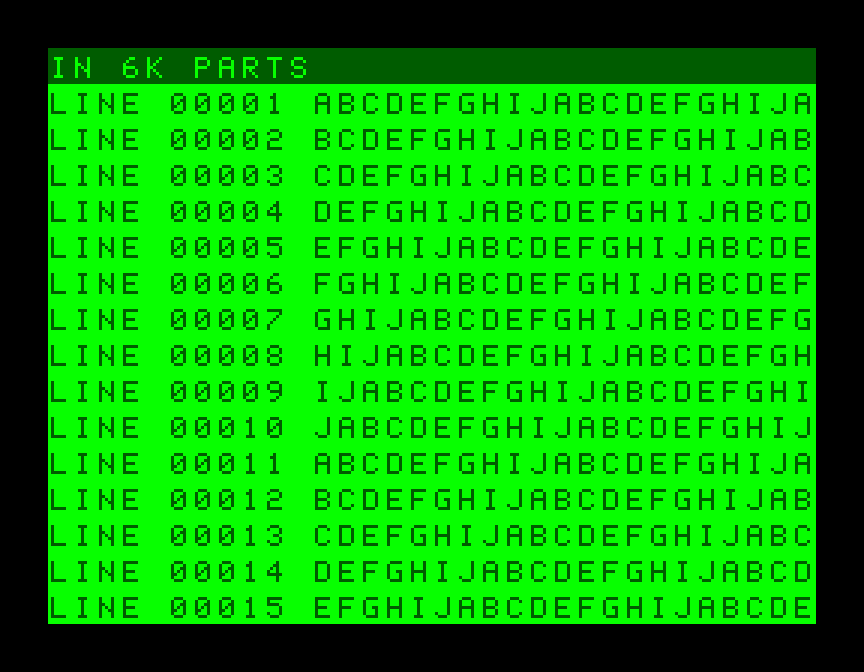 IN 6K PARTS
LINE 00001 ABCDEFGHIJABCDEFGHIJA
LINE 00002 BCDEFGHIJABCDEFGHIJAB
LINE 00003 CDEFGHIJABCDEFGHIJABC
LINE 00004 DEFGHIJABCDEFGHIJABCD
LINE 00005 EFGHIJABCDEFGHIJABCDE
LINE 00006 FGHIJABCDEFGHIJABCDEF
LINE 00007 GHIJABCDEFGHIJABCDEFG
LINE 00008 HIJABCDEFGHIJABCDEFGH
LINE 00009 IJABCDEFGHIJABCDEFGHI
LINE 00010 JABCDEFGHIJABCDEFGHIJ
LINE 00011 ABCDEFGHIJABCDEFGHIJA
LINE 00012 BCDEFGHIJABCDEFGHIJAB
LINE 00013 CDEFGHIJABCDEFGHIJABC
LINE 00014 DEFGHIJABCDEFGHIJABCD
LINE 00015 EFGHIJABCDEFGHIJABCDE